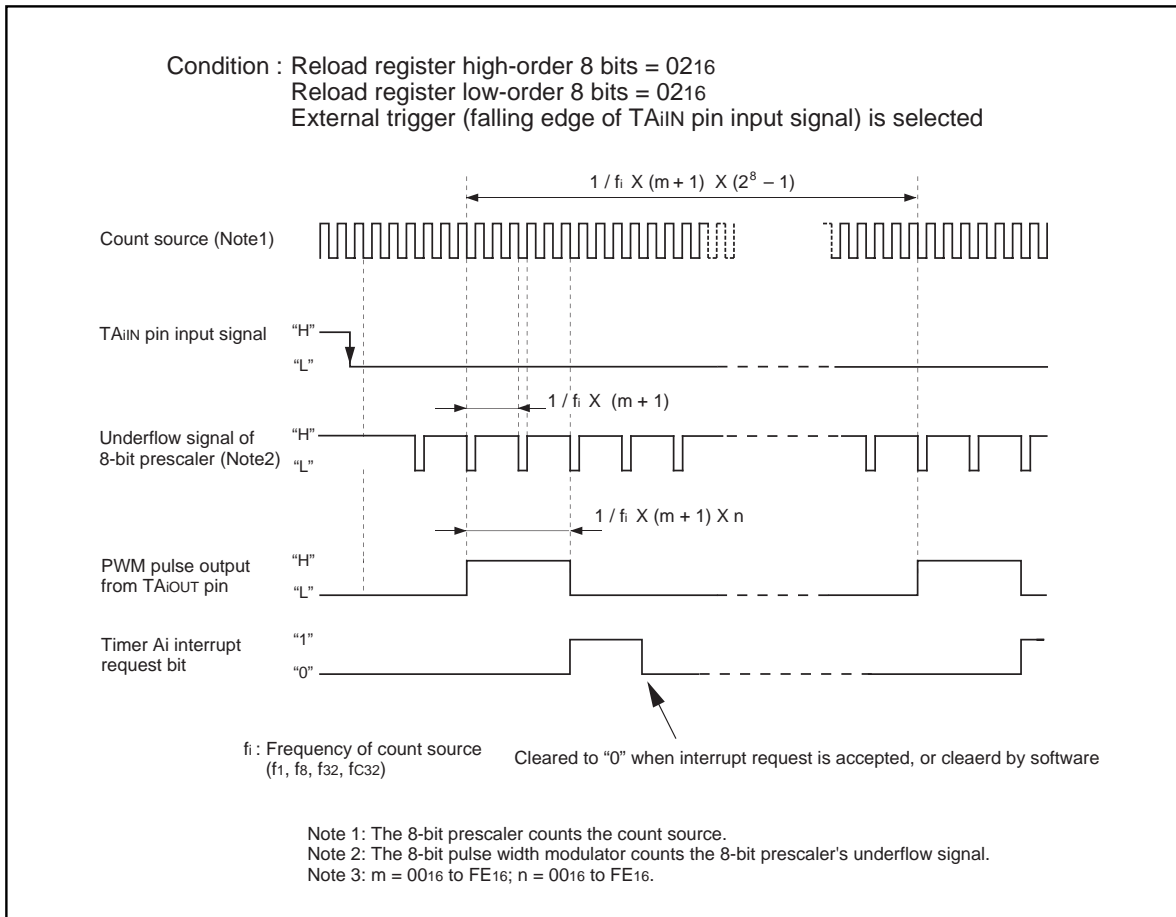 Condition : Reload register high-order 8 bits = 0216
Reload register low-order 8 bits = 0216
External trigger (falling edge of TAiIN pin input signal) is selected
1 / fi X (m + 1) X (2^8 – 1)
Count source (Note1)
TAiIN pin input signal
“H”
“L”
1 / fi X (m + 1)
Underflow signal of
8-bit prescaler (Note2)
“H”
“L”
1 / fi X (m + 1) X n
PWM pulse output
from TAiOUT pin
“H”
“L”
Timer Ai interrupt
request bit
“1”
“0”
fi : Frequency of count source
(f1, f8, f32, fC32)
Cleared to “0” when interrupt request is accepted, or cleaerd by software
Note 1: The 8-bit prescaler counts the count source.
Note 2: The 8-bit pulse width modulator counts the 8-bit prescaler's underflow signal.
Note 3: m = 0016 to FE16; n = 0016 to FE16.